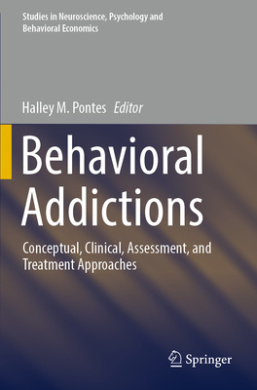 Studies in Neuroscience, Psychology and
Behavioral Economics
Halley M. Pontes Editor
Behavioral
Addictions
Conceptual, Clinical, Assessment, and
Treatment Approaches
Springer